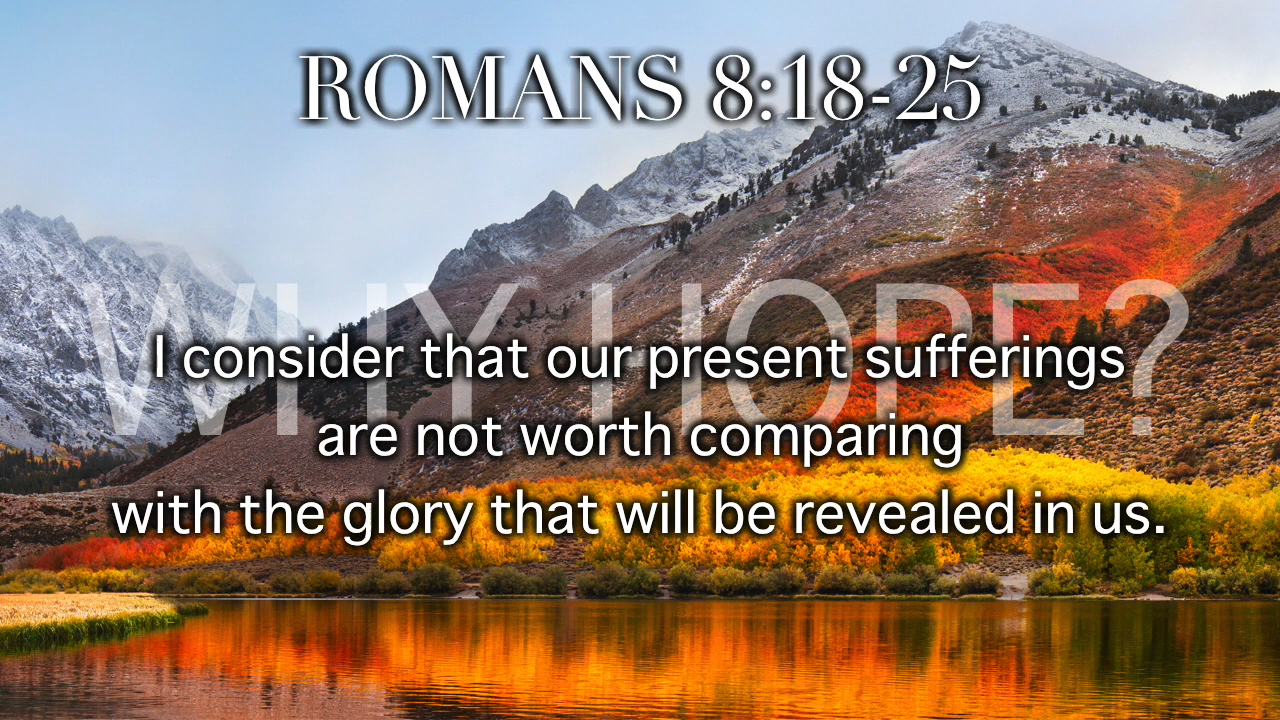 ROMANS 8:18-25
WHY HOPE?
I consider that our present sufferings
are not worth comparing
with the glory that will be revealed in us.